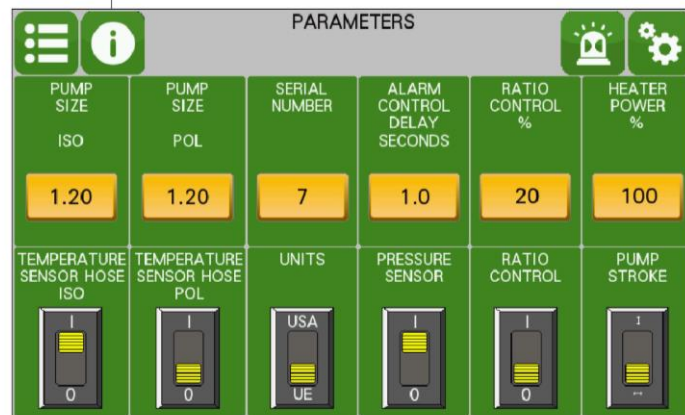 PARAMETERS
PUMP
SIZE
ISO
1.20
PUMP
SIZE
POL
1.20
SERIAL
NUMBER
7
ALARM
CONTROL
DELAY
SECONDS
1.0
RATIO
CONTROL
%
20
HEATER
POWER
%
100
TEMPERATURE
SENSOR HOSE
ISO
I
0
TEMPERATURE
SENSOR HOSE
POL
I
0
UNITS
USA
UE
PRESSURE
SENSOR
I
0
RATIO
CONTROL
I
0
PUMP
STROKE
↕
↔